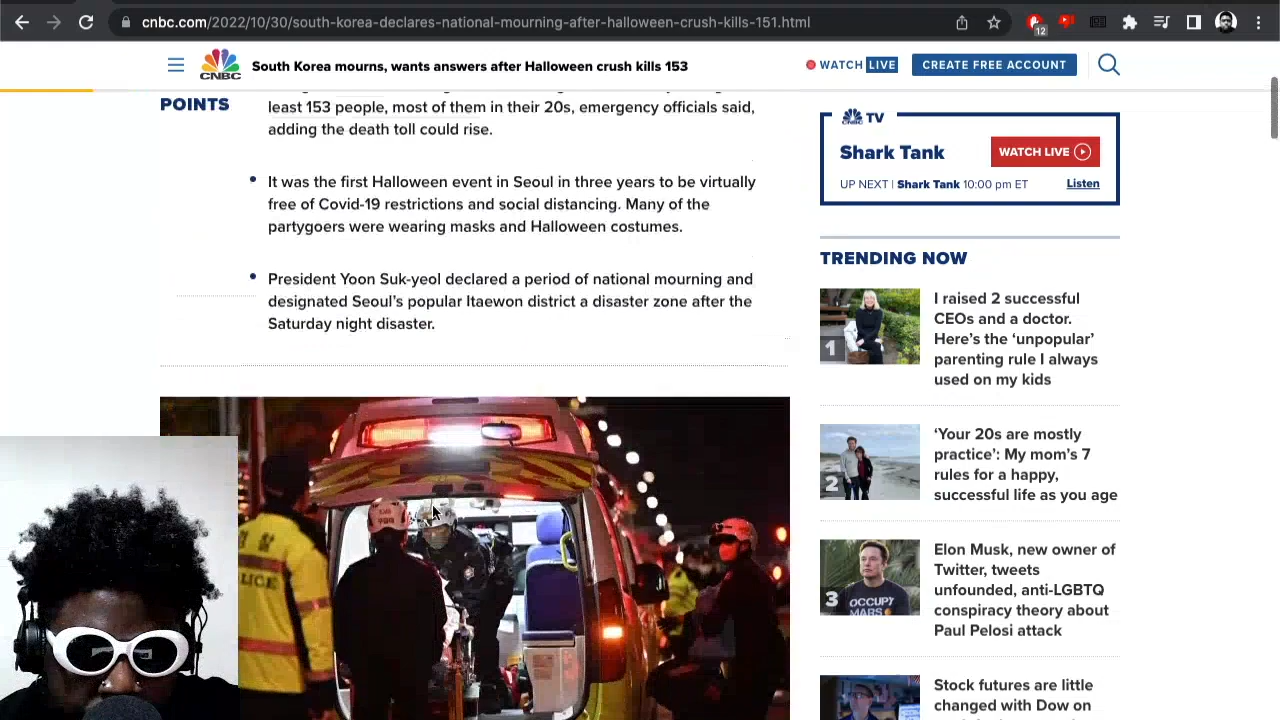 cnbc.com/2022/10/30/south-korea-declares-national-mourning-after-halloween-crush-kills-151.html
12
CNBC
South Korea mourns, wants answers after Halloween crush kills 153
WATCH LIVE
CREATE FREE ACCOUNT
POINTS
least 153 people, most of them in their 20s, emergency officials said,
adding the death toll could rise.
It was the first Halloween event in Seoul in three years to be virtually
free of Covid-19 restrictions and social distancing. Many of the
partygoers were wearing masks and Halloween costumes.
President Yoon Suk-yeol declared a period of national mourning and
designated Seoul’s popular Itaewon district a disaster zone after the
Saturday night disaster.
TV
Shark Tank
WATCH LIVE
UP NEXT | Shark Tank 10:00 pm ET
Listen
TRENDING NOW
1
I raised 2 successful
CEOs and a doctor.
Here’s the ‘unpopular’
parenting rule I always
used on my kids
2
‘Your 20s are mostly
practice’: My mom’s 7
rules for a happy,
successful life as you age
3
OCCUPY
MARS
Elon Musk, new owner of
Twitter, tweets
unfounded, anti-LGBTQ
conspiracy theory about
Paul Pelosi attack
Stock futures are little
changed with Dow on